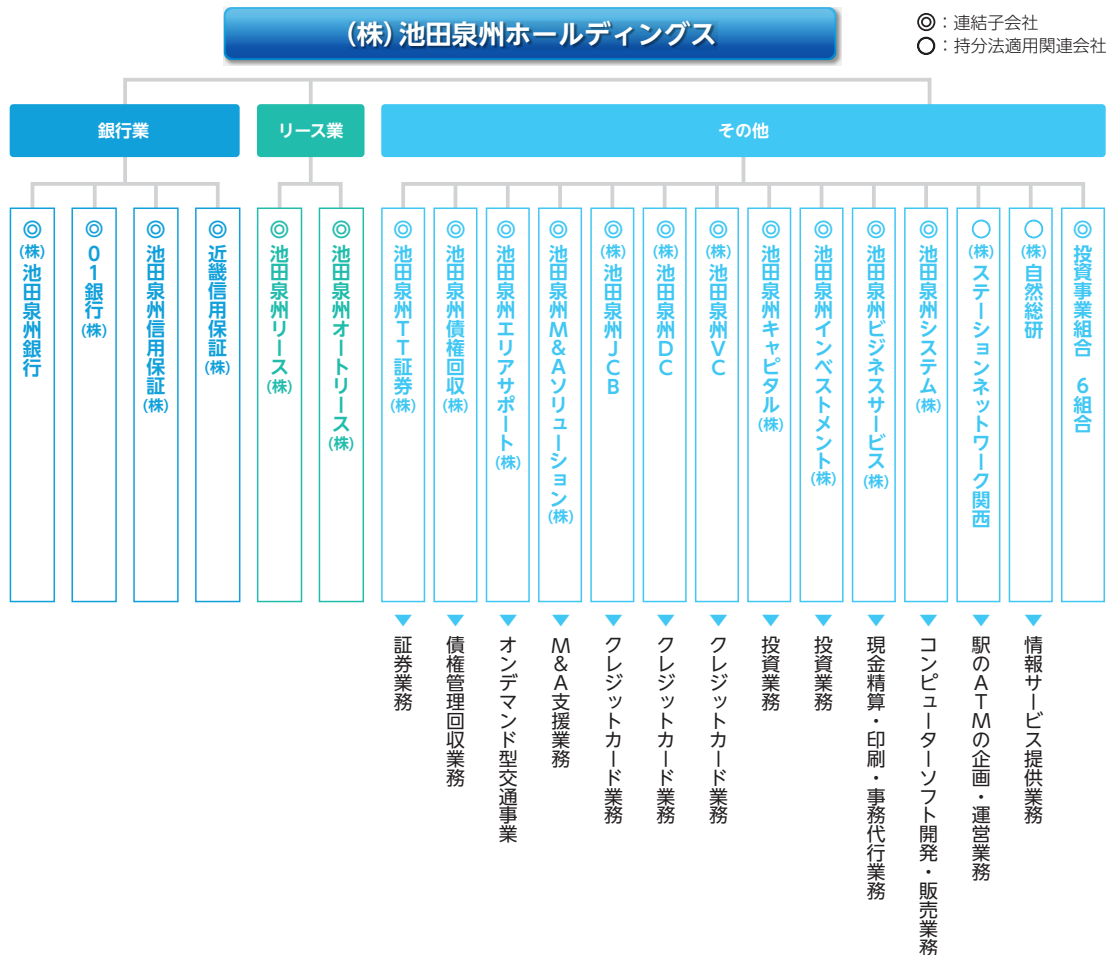 (株)池田泉州ホールディングス
◎：連結子会社
○：持分法適用関連会社
銀行業
リース業
その他
◎(株)池田泉州銀行
◎01銀行(株)
◎池田泉州信用保証(株)
◎近畿信用保証(株)
◎池田泉州リース(株)
◎池田泉州オートリース(株)
◎池田泉州TT証券(株)
◎池田泉州債権回収(株)
◎池田泉州エリアサポート(株)
◎池田泉州M&Aソリューション(株)
◎(株)池田泉州JCB
◎(株)池田泉州DC
◎(株)池田泉州VC
◎池田泉州キャピタル(株)
◎池田泉州インベストメント(株)
◎池田泉州ビジネスサービス(株)
◎池田泉州システム(株)
○(株)ステーションネットワーク関西
○(株)自然総研
◎投資事業組合　6組合
証券業務
債権管理回収業務
オンデマンド型交通事業
M&A支援業務
クレジットカード業務
クレジットカード業務
クレジットカード業務
投資業務
投資業務
現金精算・印刷・事務代行業務
コンピューターソフト開発・販売業務
駅のATMの企画・運営業務
情報サービス提供業務